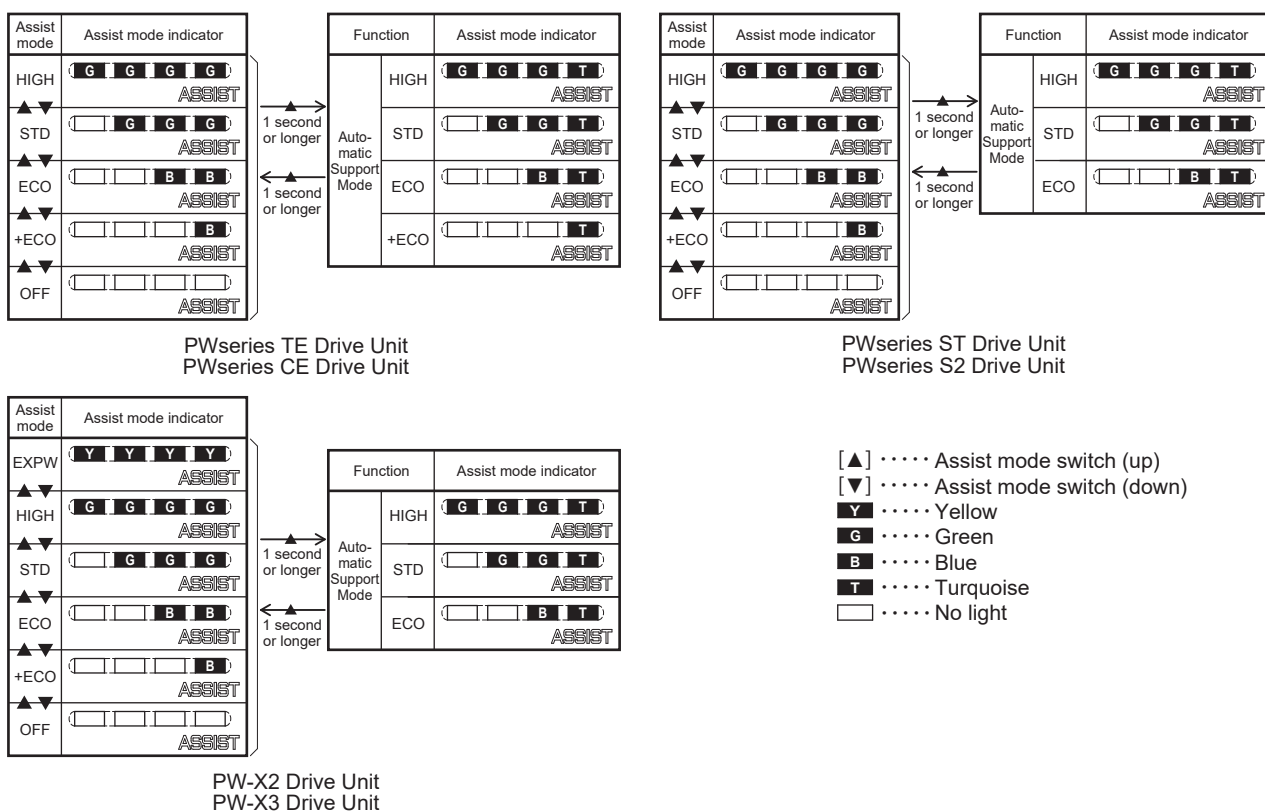 Assist mode Assist mode indicator
HIGH G G G G ASSIST
▲ ▼
STD G G G ASSIST
▲ ▼
ECO B B ASSIST
▲ ▼
+ECO B ASSIST
▲ ▼
OFF ASSIST
▲
1 second or longer
▲
1 second or longer
Function Assist mode indicator
Auto-
matic
Support
Mode
HIGH G G G T ASSIST
STD G G T ASSIST
ECO B T ASSIST
+ECO T ASSIST
PWseries TE Drive Unit
PWseries CE Drive Unit
Assist mode Assist mode indicator
HIGH G G G G ASSIST
▲ ▼
STD G G G ASSIST
▲ ▼
ECO B B ASSIST
▲ ▼
+ECO B ASSIST
▲ ▼
OFF ASSIST
▲
1 second or longer
▲
1 second or longer
Function Assist mode indicator
Auto-
matic
Support
Mode
HIGH G G G T ASSIST
STD G G T ASSIST
ECO B T ASSIST
PWseries ST Drive Unit
PWseries S2 Drive Unit
Assist mode Assist mode indicator
EXPW Y Y Y Y ASSIST
▲ ▼
HIGH G G G G ASSIST
▲ ▼
STD G G G ASSIST
▲ ▼
ECO B B ASSIST
▲ ▼
+ECO B ASSIST
▲ ▼
OFF ASSIST
▲
1 second or longer
▲
1 second or longer
Function Assist mode indicator
Auto-
matic
Support
Mode
HIGH G G G T ASSIST
STD G G T ASSIST
ECO B T ASSIST
PW-X2 Drive Unit
PW-X3 Drive Unit
[▲] ····· Assist mode switch (up)
[▼] ····· Assist mode switch (down)
Y ····· Yellow
G ····· Green
B ····· Blue
T ····· Turquoise
····· No light